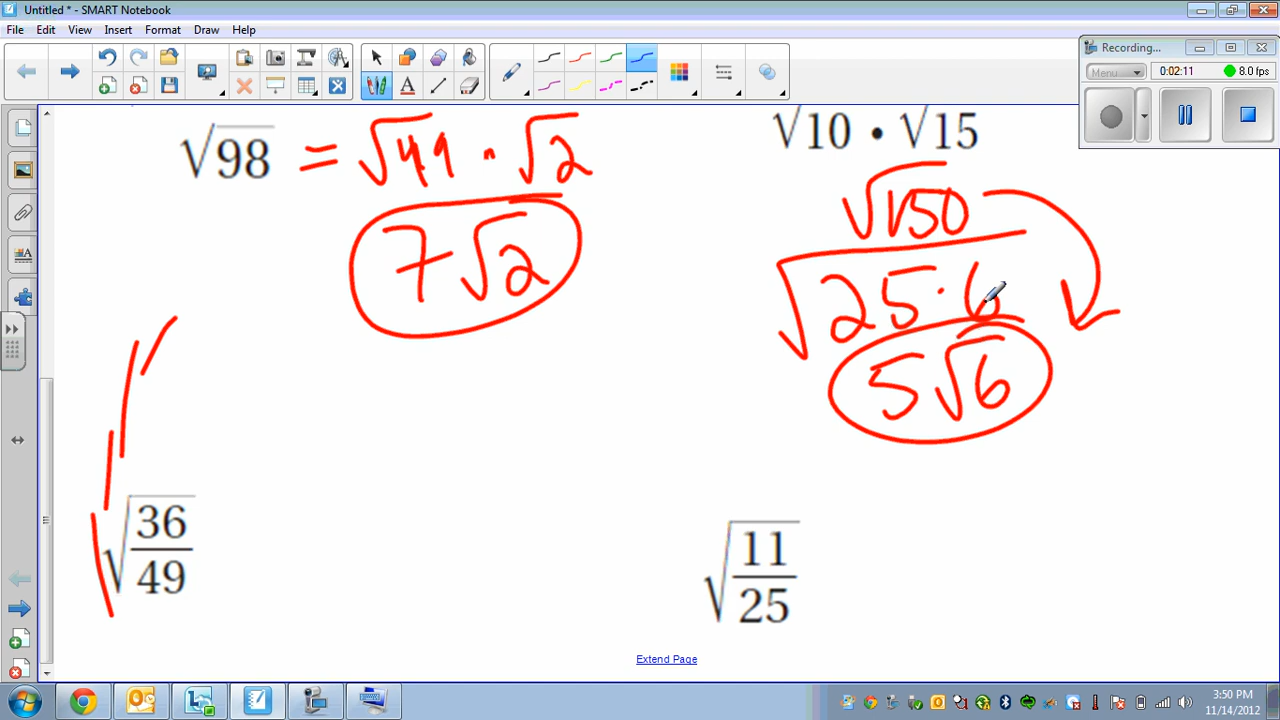 Untitled * - SMART Notebook
File Edit View Insert Format Draw Help
Recording...
Menu 0:02:11 8.0 fps
√98 = √49 · √2
7√2
√10 • √15
√150
√25·6
5√6
√36/49
√11/25
Extend Page
3:50 PM
11/14/2012